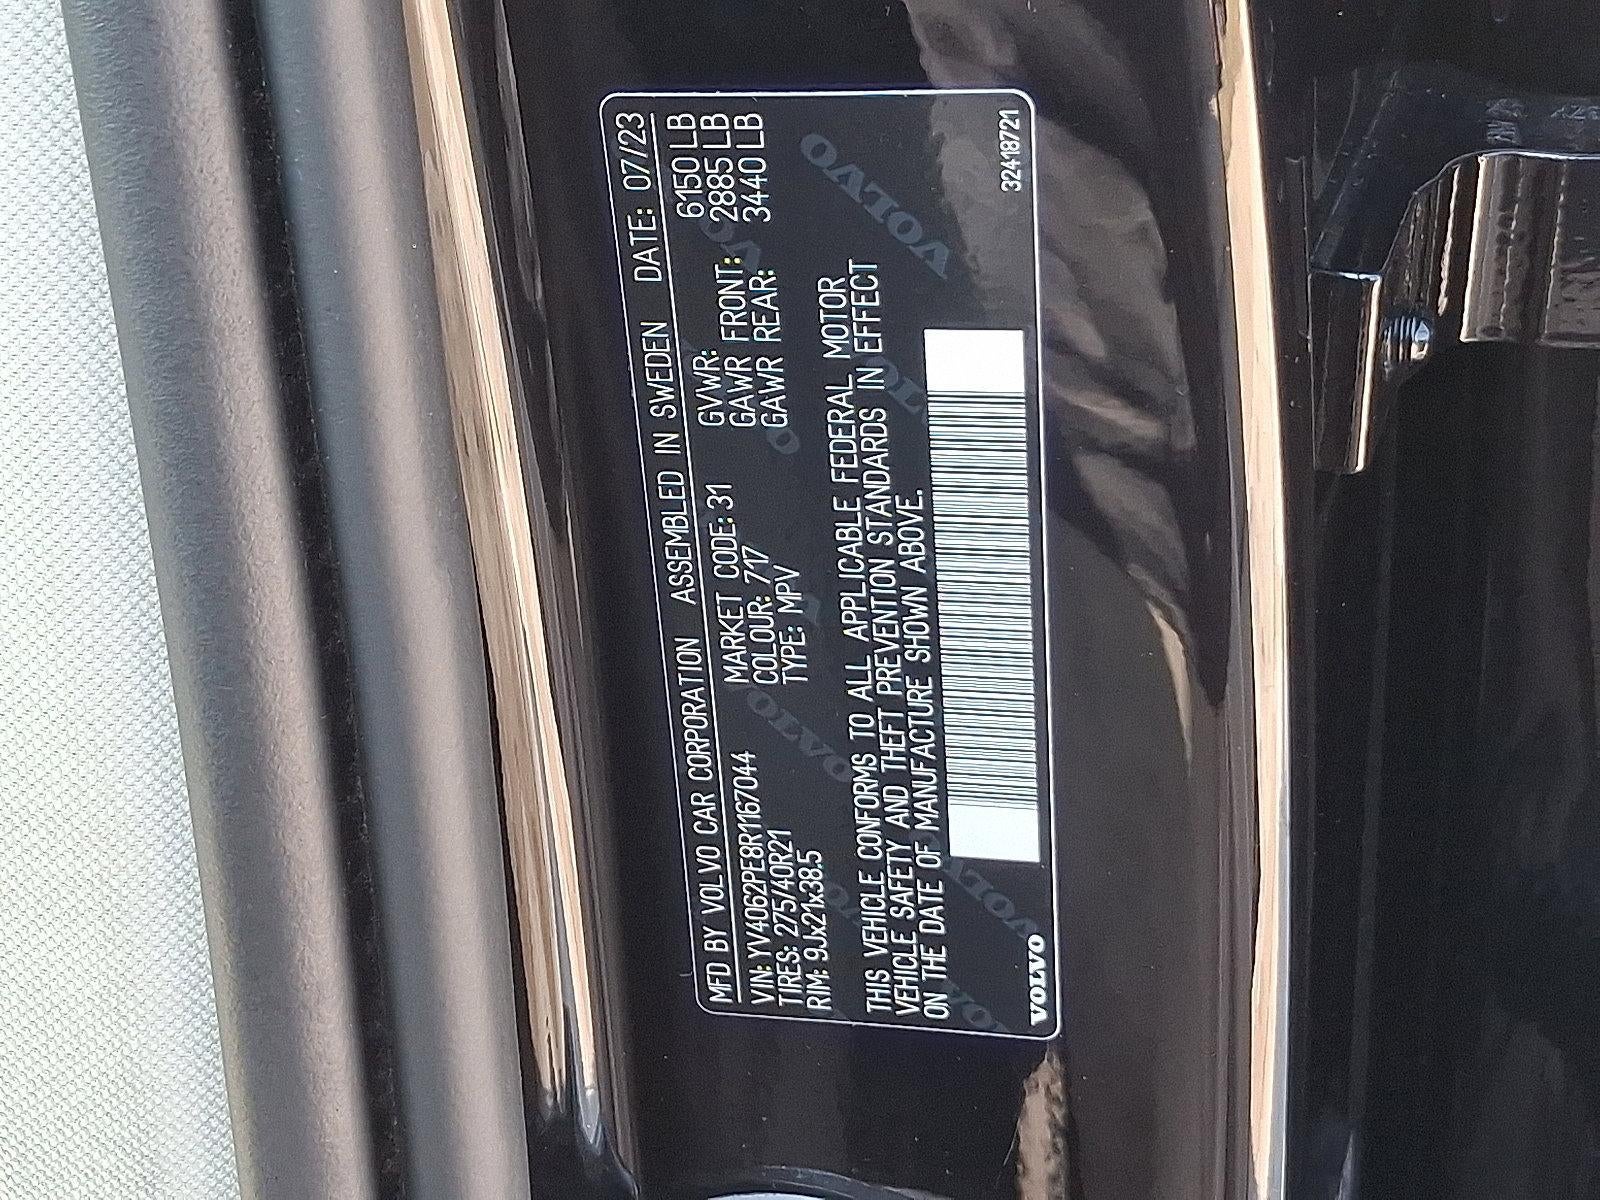 MFD BY VOLVO CAR CORPORATION ASSEMBLED IN SWEDEN DATE: 07/23
VIN: YV4062PE8R1167044 MARKET CODE: 31 GVWR: 6150 LB
TIRES: 275/40R21 COLOUR: 717 GAWR FRONT: 2885 LB
RIM: 9Jx21x38.5 TYPE: MPV GAWR REAR: 3440 LB
THIS VEHICLE CONFORMS TO ALL APPLICABLE FEDERAL MOTOR
VEHICLE SAFETY AND THEFT PREVENTION STANDARDS IN EFFECT
ON THE DATE OF MANUFACTURE SHOWN ABOVE.
VOLVO 32418721